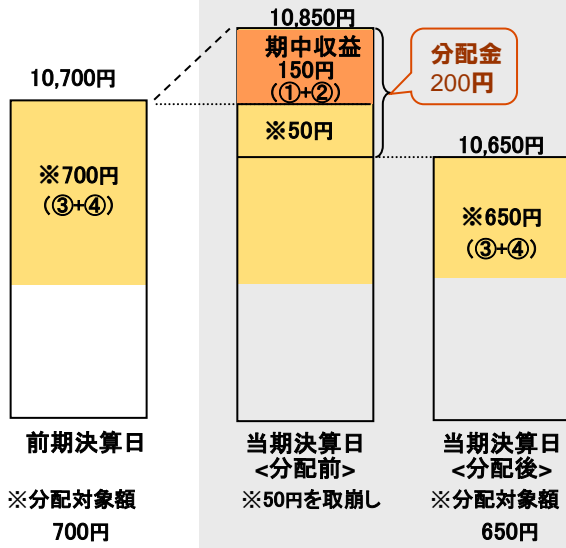 10,700円
※700円
（③+④）
前期決算日
※分配対象額
700円
10,850円
期中収益
150円
（①+②）
※50円
分配金
200円
当期決算日
<分配前>
※50円を取崩し
10,650円
※650円
（③+④）
当期決算日
<分配後>
※分配対象額
650円